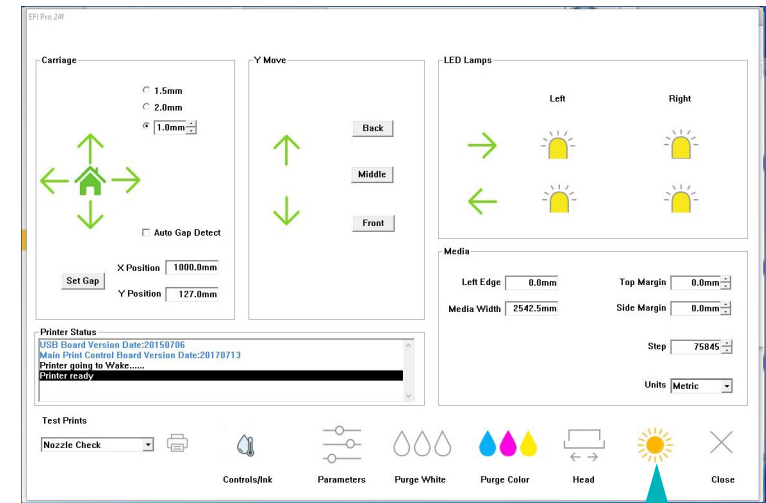 EFI Pro 24f
Carriage
1.5mm
2.0mm
1.0mm
Auto Gap Detect
Set Gap
X Position 1000.0mm
Y Position 127.0mm
Y Move
Back
Middle
Front
LED Lamps
Left Right
Media
Left Edge 0.0mm Top Margin 0.0mm
Media Width 2542.5mm Side Margin 0.0mm
Step 75845
Units Metric
Printer Status
USB Board Version Date:20150706
Main Print Control Board Version Date:20170713
Printer going to Wake......
Printer ready
Test Prints
Nozzle Check
Controls/Ink Parameters Purge White Purge Color Head Close